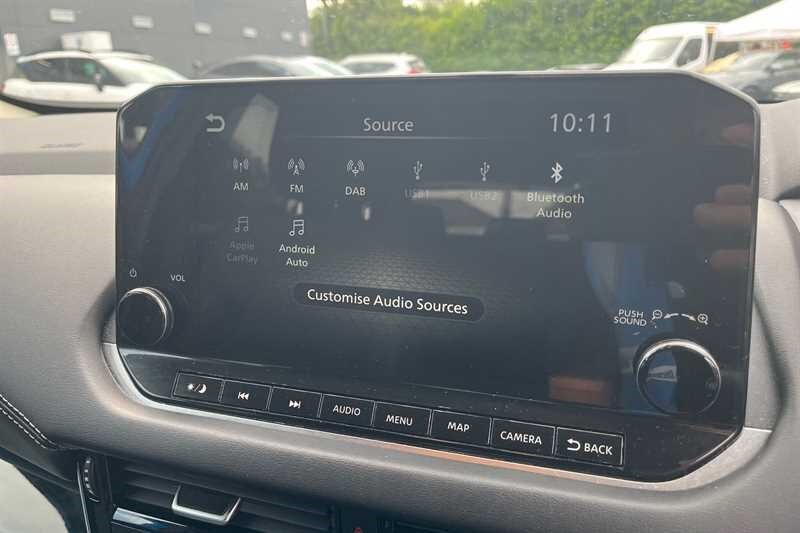 Source
10:11
AM
FM
DAB
USB1
USB2
Bluetooth
Audio
Apple
CarPlay
Android
Auto
Customise Audio Sources
VOL
PUSH
SOUND
AUDIO
MENU
MAP
CAMERA
BACK